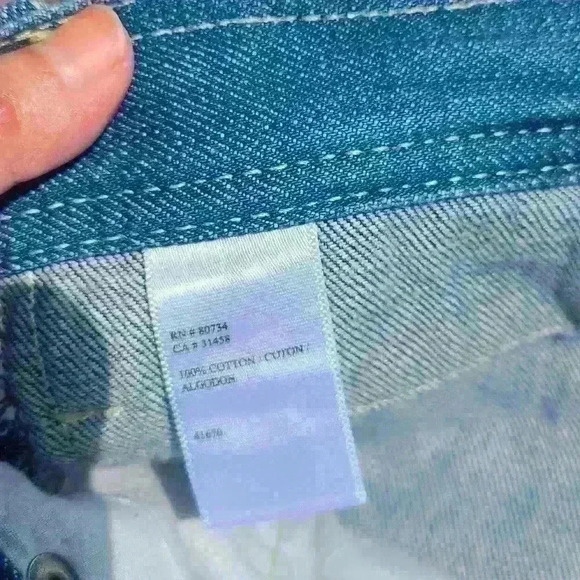 RN # 80734
CA # 31458
100% COTTON / COTON /
ALGODON
41670